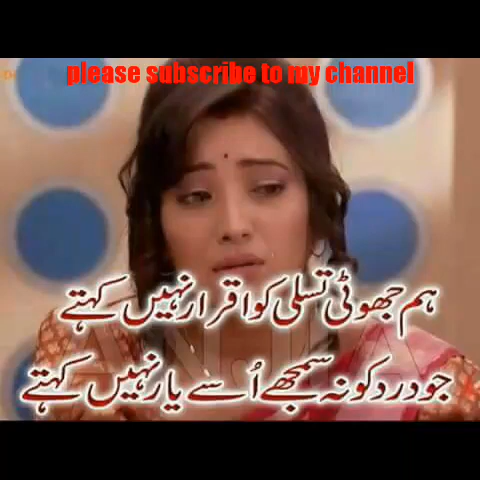 please subscribe to my channel
ہم جھوٹی تسلی کو اقرار نہیں کہتے
جو درد کو نہ سمجھے اُسے یار نہیں کہتے